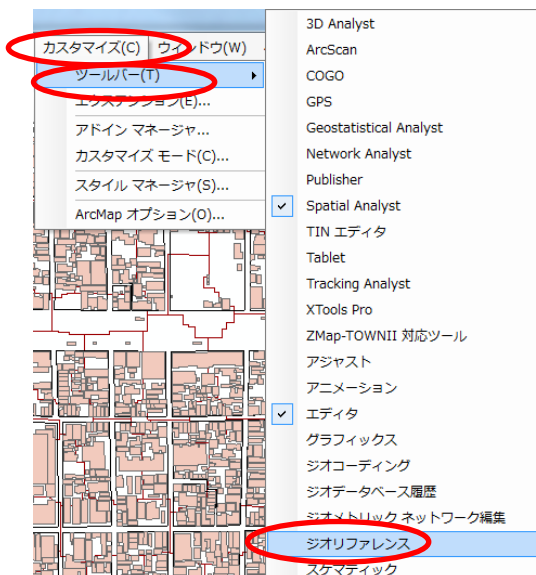 カスタマイズ(C) ウィンドウ(W)
ツールバー(T)
エクステンション(E)...
アドイン マネージャ...
カスタマイズ モード(C)...
スタイル マネージャ(S)...
ArcMap オプション(O)...
3D Analyst
ArcScan
COGO
GPS
Geostatistical Analyst
Network Analyst
Publisher
Spatial Analyst
TIN エディタ
Tablet
Tracking Analyst
XTools Pro
ZMap-TOWNII 対応ツール
アジャスト
アニメーション
エディタ
グラフィックス
ジオコーディング
ジオデータベース履歴
ジオメトリック ネットワーク編集
ジオリファレンス
スケマティック